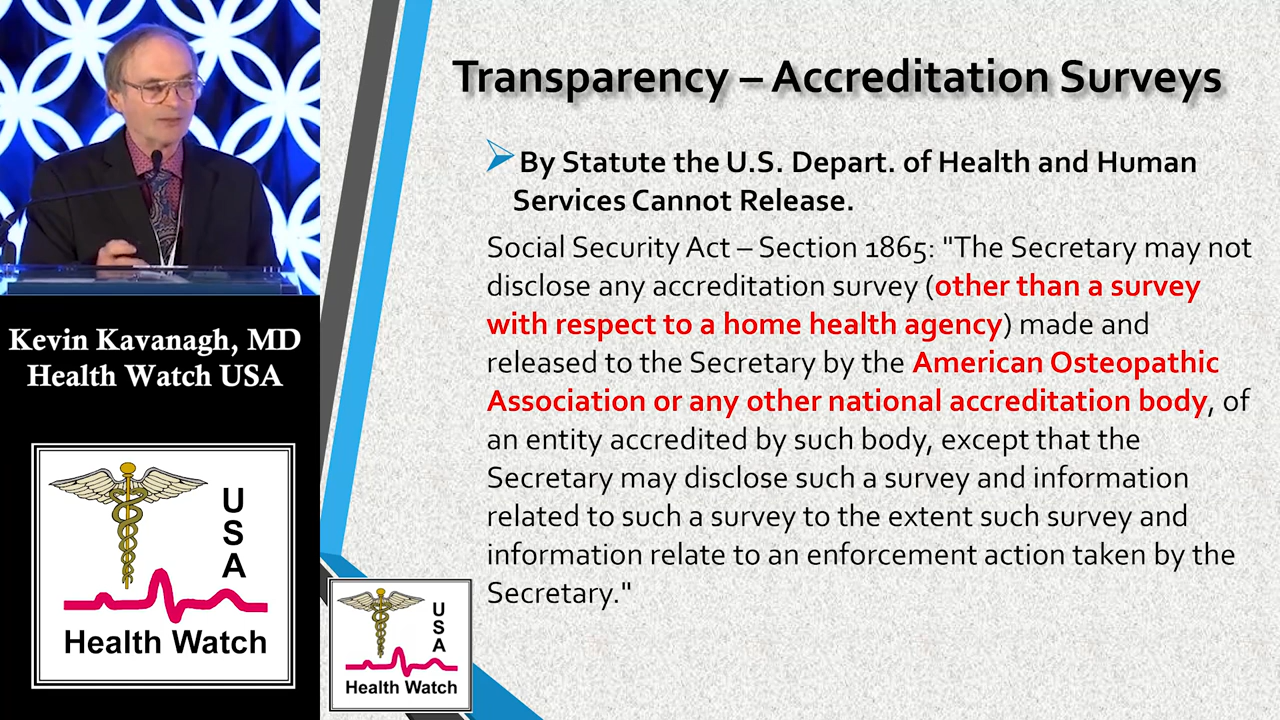 Transparency – Accreditation Surveys
By Statute the U.S. Depart. of Health and Human
Services Cannot Release.
Social Security Act – Section 1865: "The Secretary may not
disclose any accreditation survey (other than a survey
with respect to a home health agency) made and
released to the Secretary by the American Osteopathic
Association or any other national accreditation body, of
an entity accredited by such body, except that the
Secretary may disclose such a survey and information
related to such a survey to the extent such survey and
information relate to an enforcement action taken by the
Secretary."
Kevin Kavanagh, MD
Health Watch USA
U
S
A
Health Watch
U
S
A
Health Watch